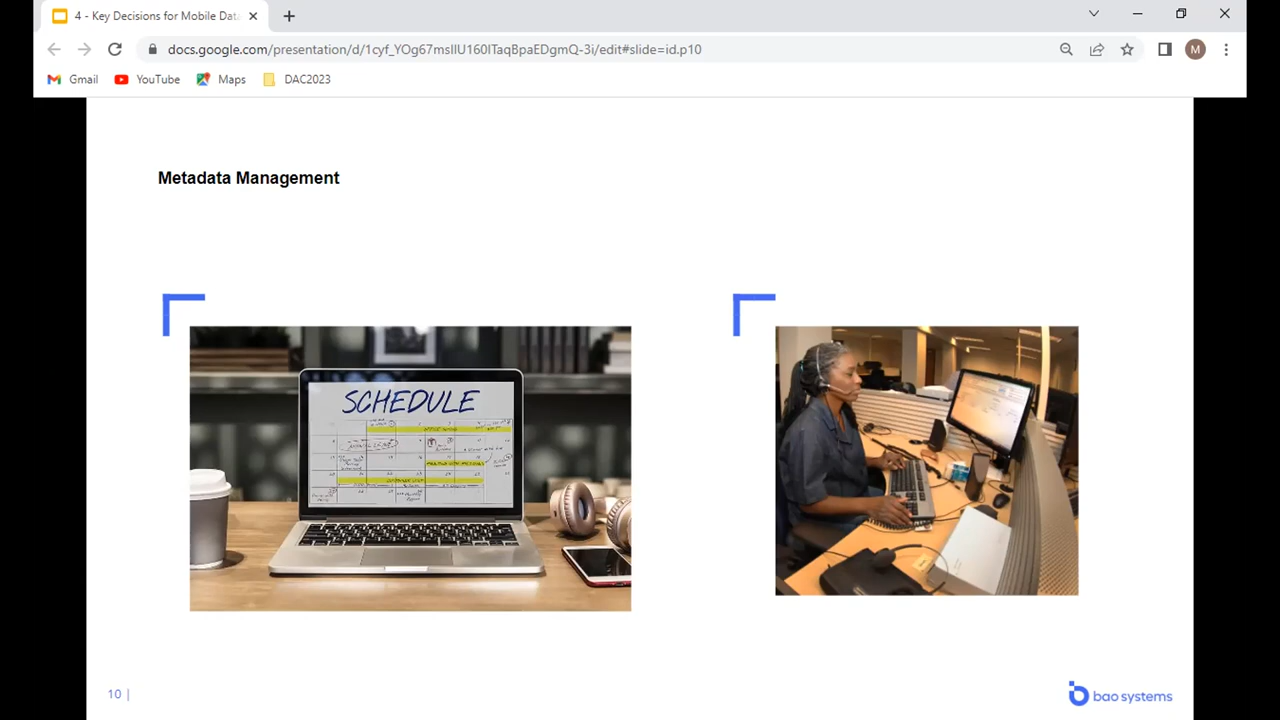 4 - Key Decisions for Mobile Dat
docs.google.com/presentation/d/1cyf_YOg67msIlU160ITaqBpaEDgmQ-3i/edit#slide=id.p10
M
Gmail
YouTube
Maps
DAC2023
Metadata Management
SCHEDULE
10 |
bao systems